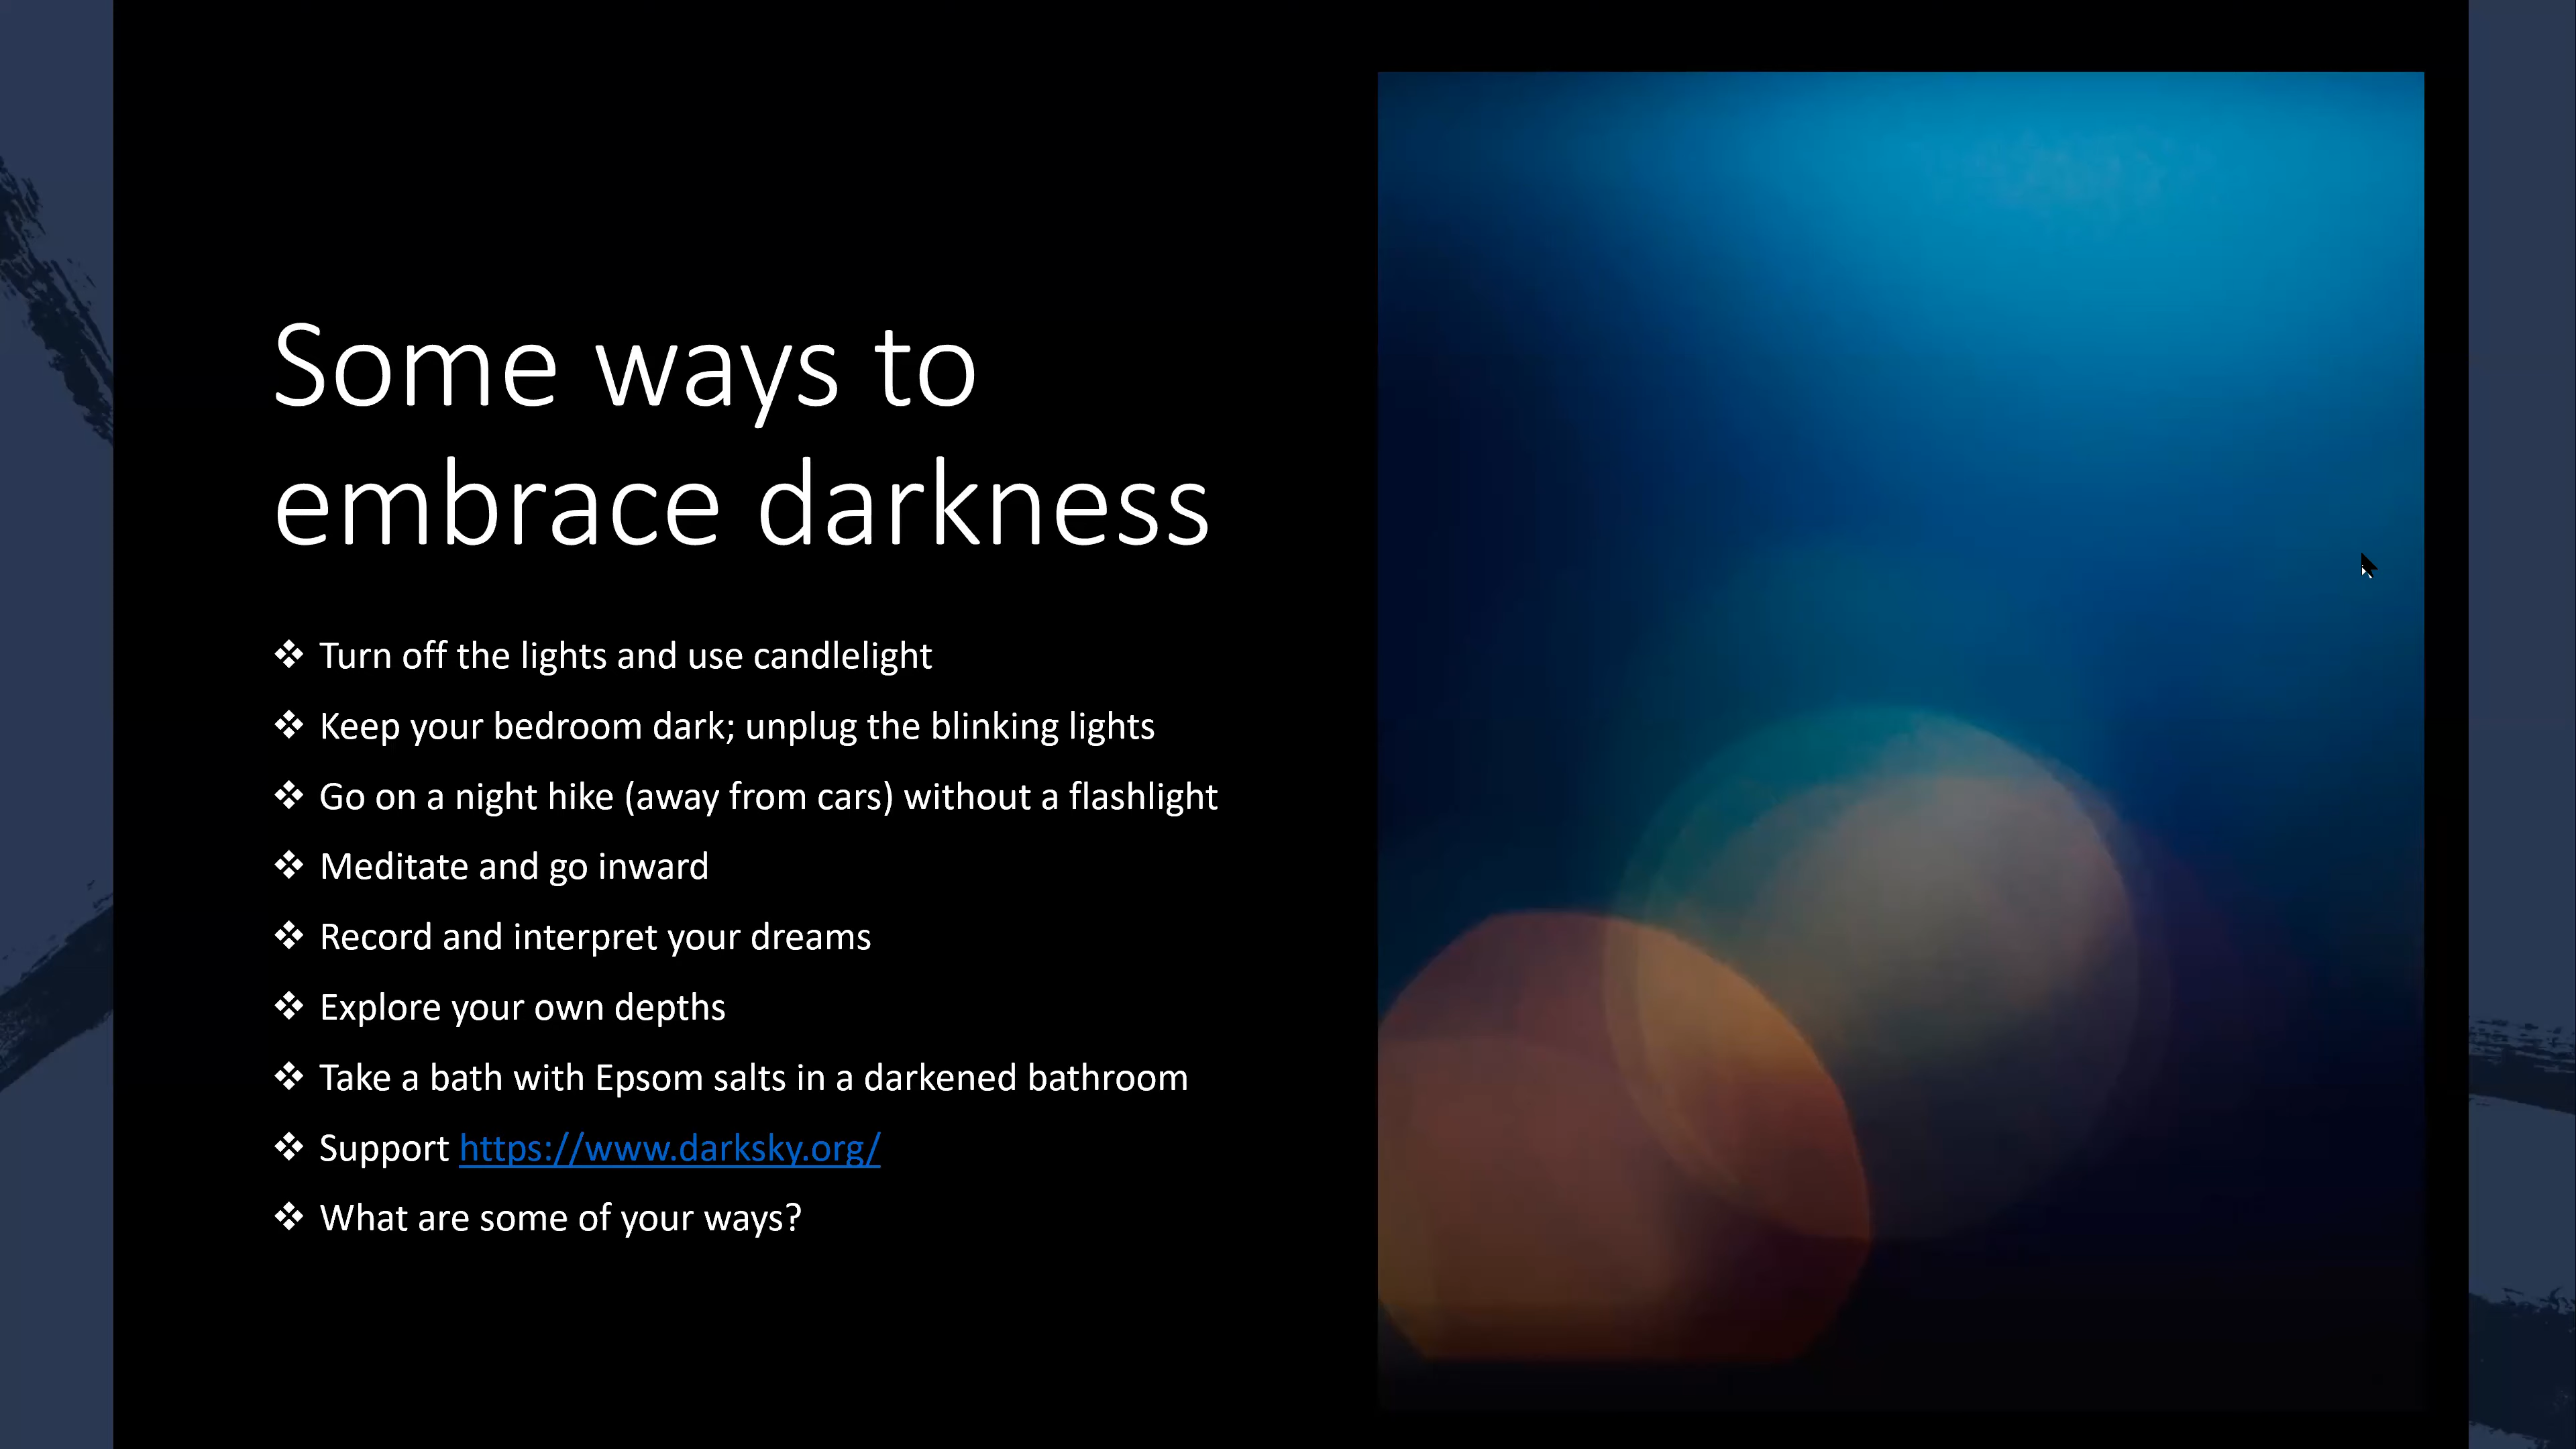 Some ways to
embrace darkness
❖ Turn off the lights and use candlelight
❖ Keep your bedroom dark; unplug the blinking lights
❖ Go on a night hike (away from cars) without a flashlight
❖ Meditate and go inward
❖ Record and interpret your dreams
❖ Explore your own depths
❖ Take a bath with Epsom salts in a darkened bathroom
❖ Support https://www.darksky.org/
❖ What are some of your ways?